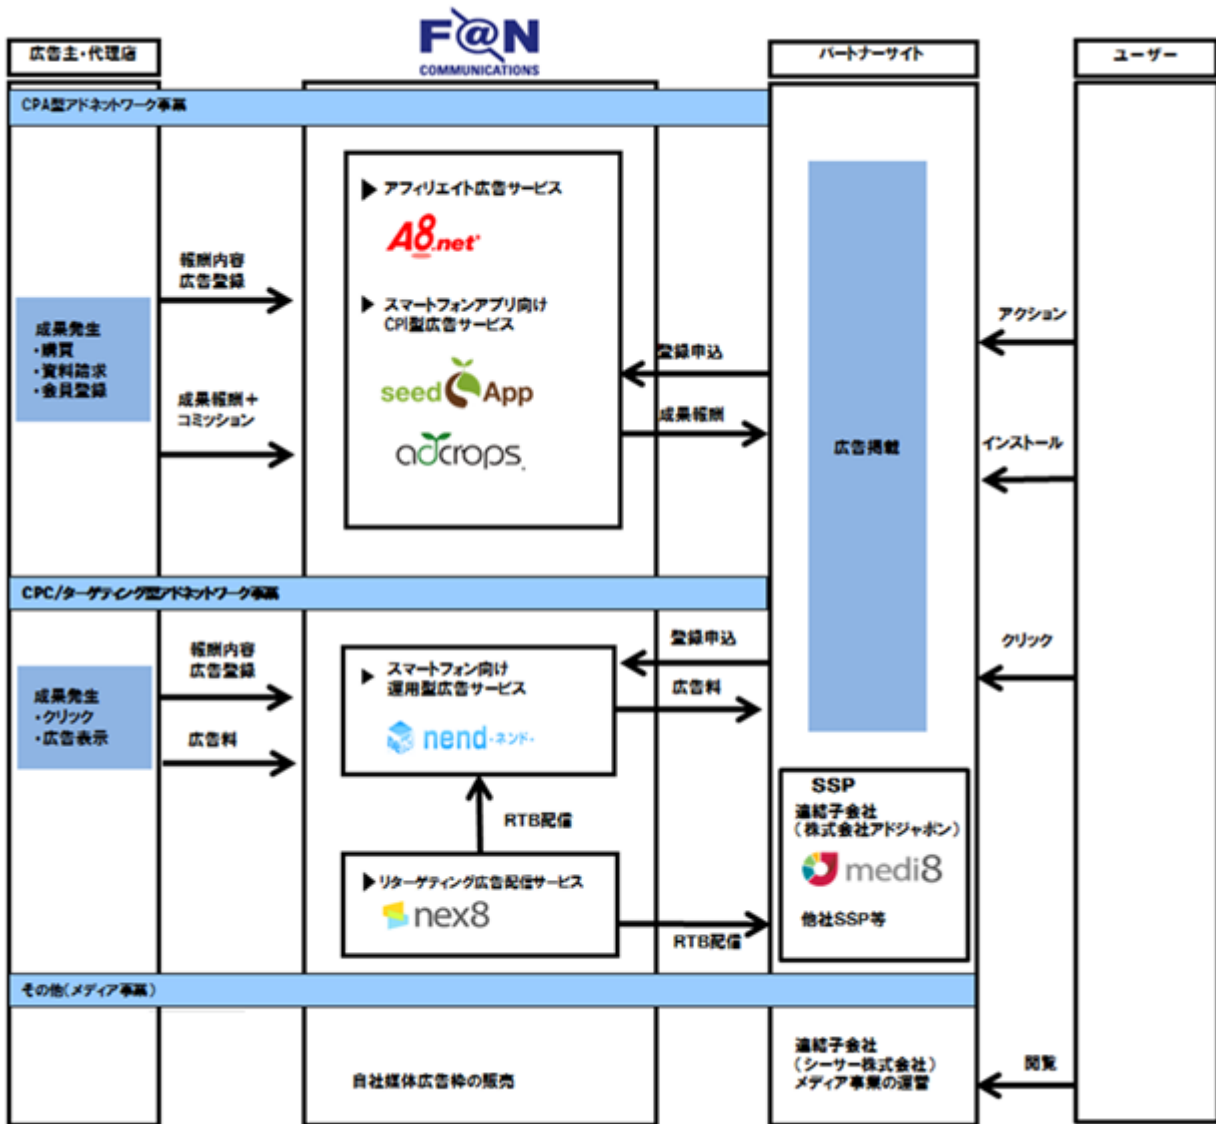 F@N
COMMUNICATIONS
広告主・代理店
パートナーサイト
ユーザー
CPA型アドネットワーク事業
アフィリエイト広告サービス
A8.net
報酬内容
広告登録
スマートフォンアプリ向け
CPI型広告サービス
アクション
成果発生
・購買
・資料請求
・会員登録
登録申込
seed App
成果報酬＋
コミッション
成果報酬
広告掲載
インストール
adcrops
CPC/ターゲティング型アドネットワーク事業
報酬内容
広告登録
登録申込
クリック
スマートフォン向け
運用型広告サービス
広告料
成果発生
・クリック
・広告表示
広告料
nend -ネンド-
SSP
連結子会社
（株式会社アドジャポン）
RTB配信
medi8
リターゲティング広告配信サービス
nex8
他社SSP等
RTB配信
その他（メディア事業）
連結子会社
（シーサー株式会社）
メディア事業の運営
自社媒体広告枠の販売
閲覧